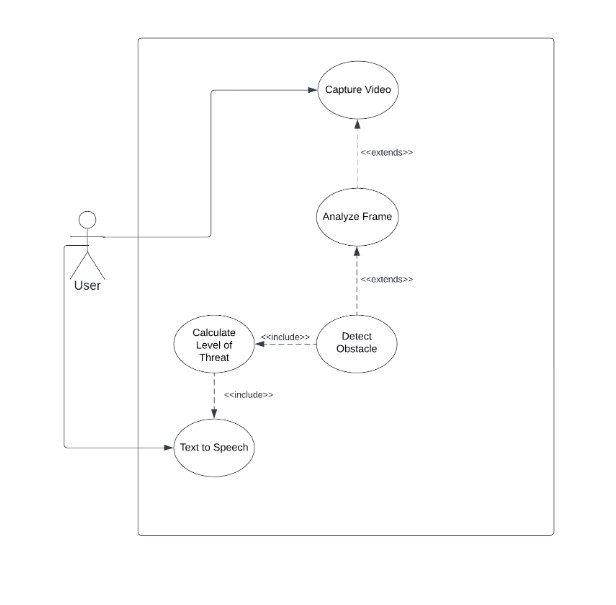 Capture Video
<<extends>>
Analyze Frame
User
<<extends>>
Calculate
Level of
Threat
<<include>>
Detect
Obstacle
<<include>>
Text to Speech